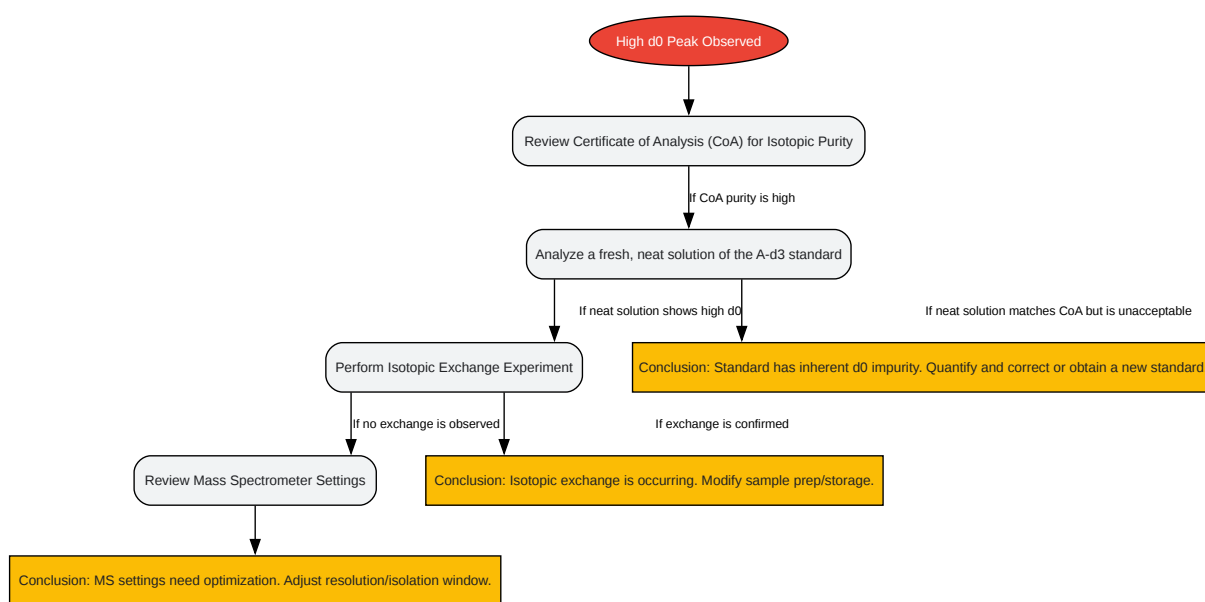 High d0 Peak Observed
Review Certificate of Analysis (CoA) for Isotopic Purity
If CoA purity is high
Analyze a fresh, neat solution of the A-d3 standard
If neat solution shows high d0
If neat solution matches CoA but is unacceptable
Perform Isotopic Exchange Experiment
Conclusion: Standard has inherent d0 impurity. Quantify and correct or obtain a new standard
If no exchange is observed
If exchange is confirmed
Review Mass Spectrometer Settings
Conclusion: Isotopic exchange is occurring. Modify sample prep/storage.
Conclusion: MS settings need optimization. Adjust resolution/isolation window.